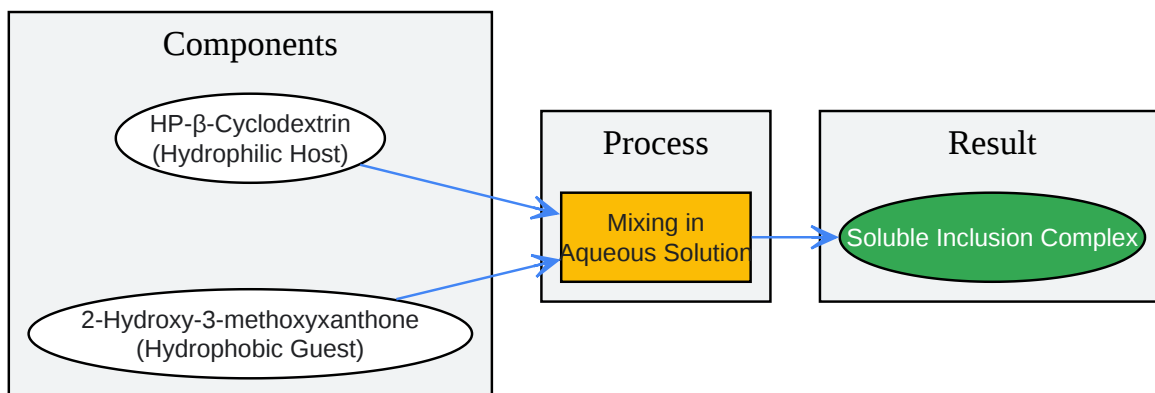 Components
HP-β-Cyclodextrin
(Hydrophilic Host)
2-Hydroxy-3-methoxyxanthone
(Hydrophobic Guest)
Process
Mixing in
Aqueous Solution
Result
Soluble Inclusion Complex